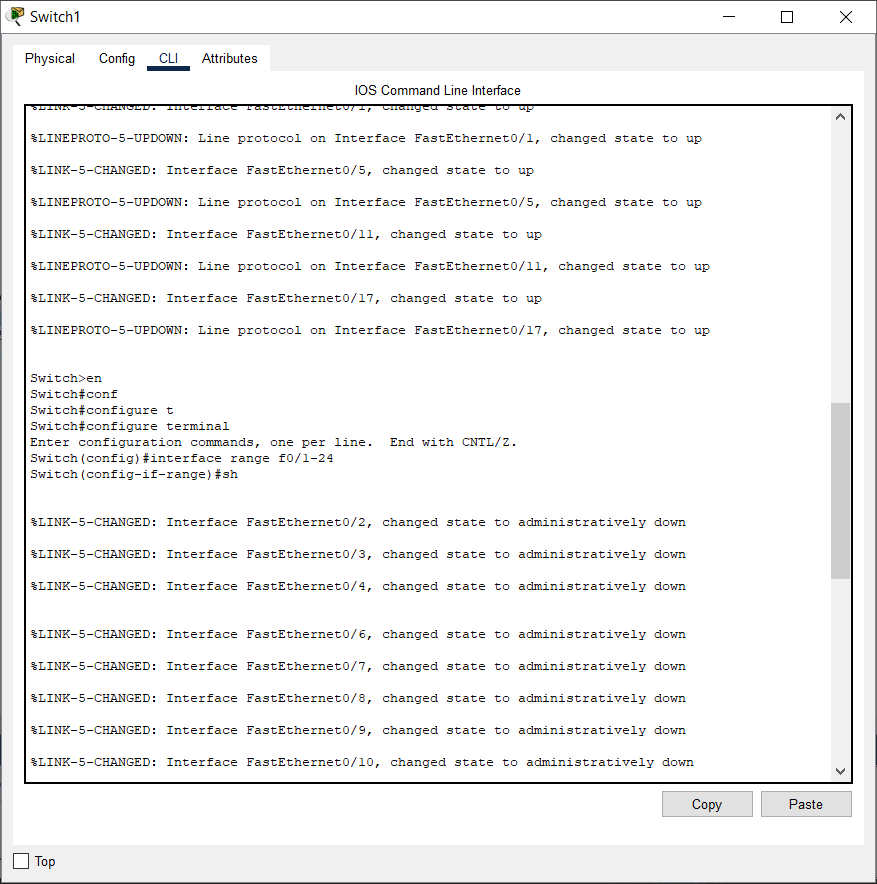 Switch1
Physical Config CLI Attributes
IOS Command Line Interface
%LINK-5-CHANGED: Interface FastEthernet0/1, changed state to up
%LINEPROTO-5-UPDOWN: Line protocol on Interface FastEthernet0/1, changed state to up
%LINK-5-CHANGED: Interface FastEthernet0/5, changed state to up
%LINEPROTO-5-UPDOWN: Line protocol on Interface FastEthernet0/5, changed state to up
%LINK-5-CHANGED: Interface FastEthernet0/11, changed state to up
%LINEPROTO-5-UPDOWN: Line protocol on Interface FastEthernet0/11, changed state to up
%LINK-5-CHANGED: Interface FastEthernet0/17, changed state to up
%LINEPROTO-5-UPDOWN: Line protocol on Interface FastEthernet0/17, changed state to up
Switch>en
Switch#conf
Switch#configure t
Switch#configure terminal
Enter configuration commands, one per line.  End with CNTL/Z.
Switch(config)#interface range f0/1-24
Switch(config-if-range)#sh
%LINK-5-CHANGED: Interface FastEthernet0/2, changed state to administratively down
%LINK-5-CHANGED: Interface FastEthernet0/3, changed state to administratively down
%LINK-5-CHANGED: Interface FastEthernet0/4, changed state to administratively down
%LINK-5-CHANGED: Interface FastEthernet0/6, changed state to administratively down
%LINK-5-CHANGED: Interface FastEthernet0/7, changed state to administratively down
%LINK-5-CHANGED: Interface FastEthernet0/8, changed state to administratively down
%LINK-5-CHANGED: Interface FastEthernet0/9, changed state to administratively down
%LINK-5-CHANGED: Interface FastEthernet0/10, changed state to administratively down
Copy Paste
Top